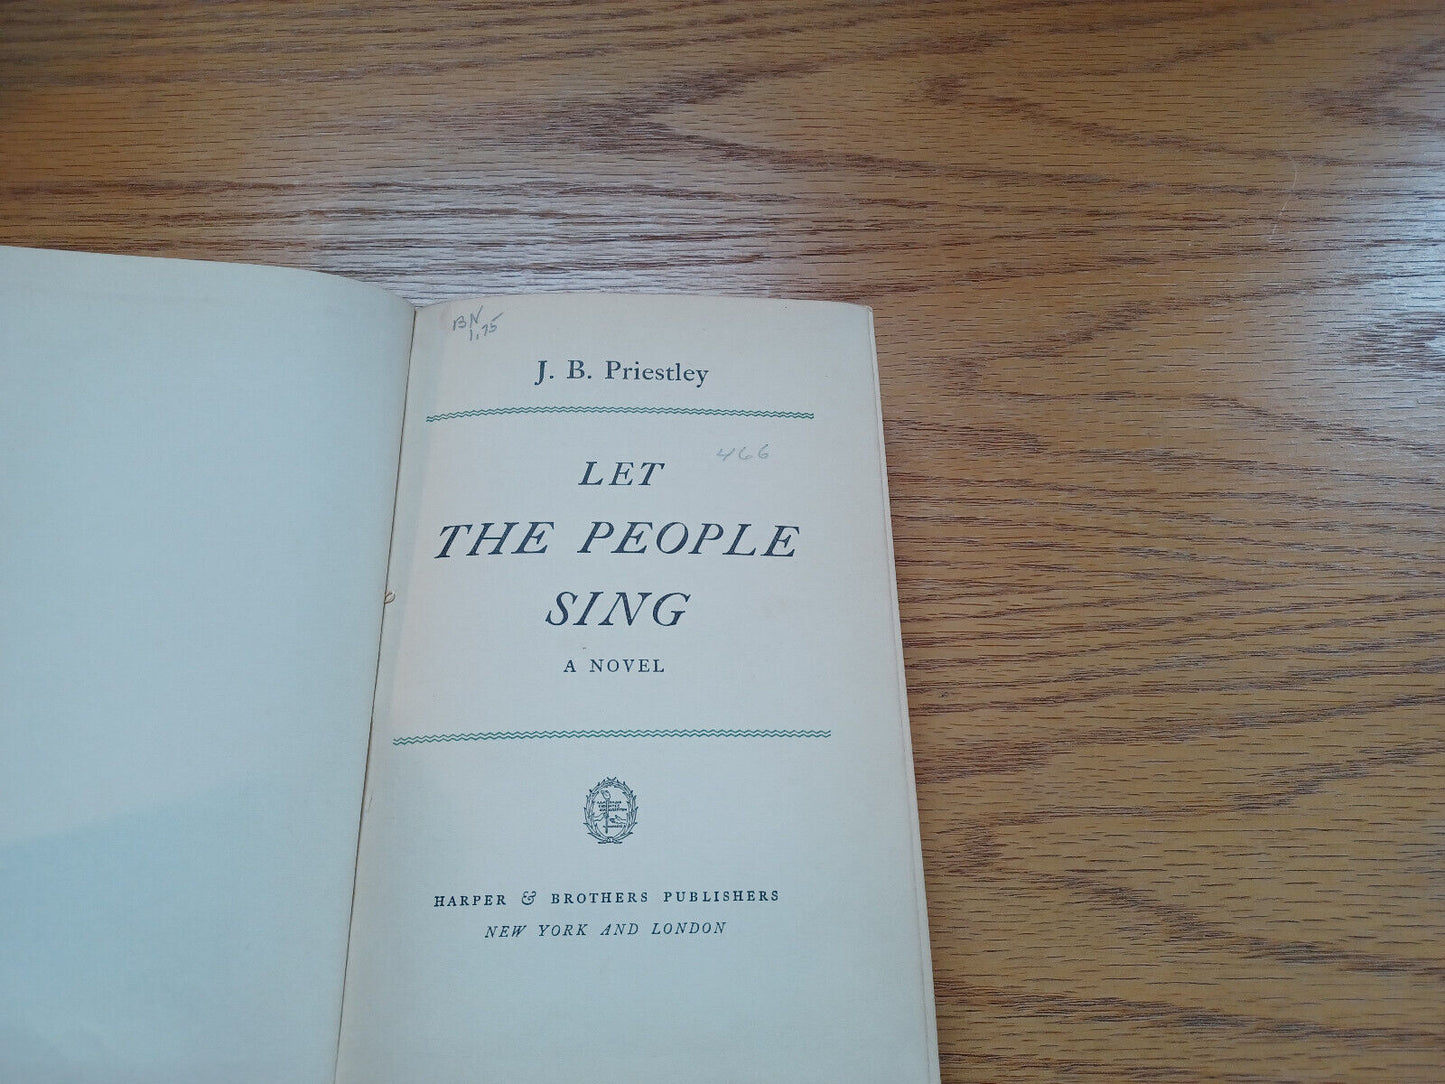 BN
1.75
J. B. Priestley
466
LET
THE PEOPLE
SING
A NOVEL
HARPER & BROTHERS PUBLISHERS
NEW YORK AND LONDON